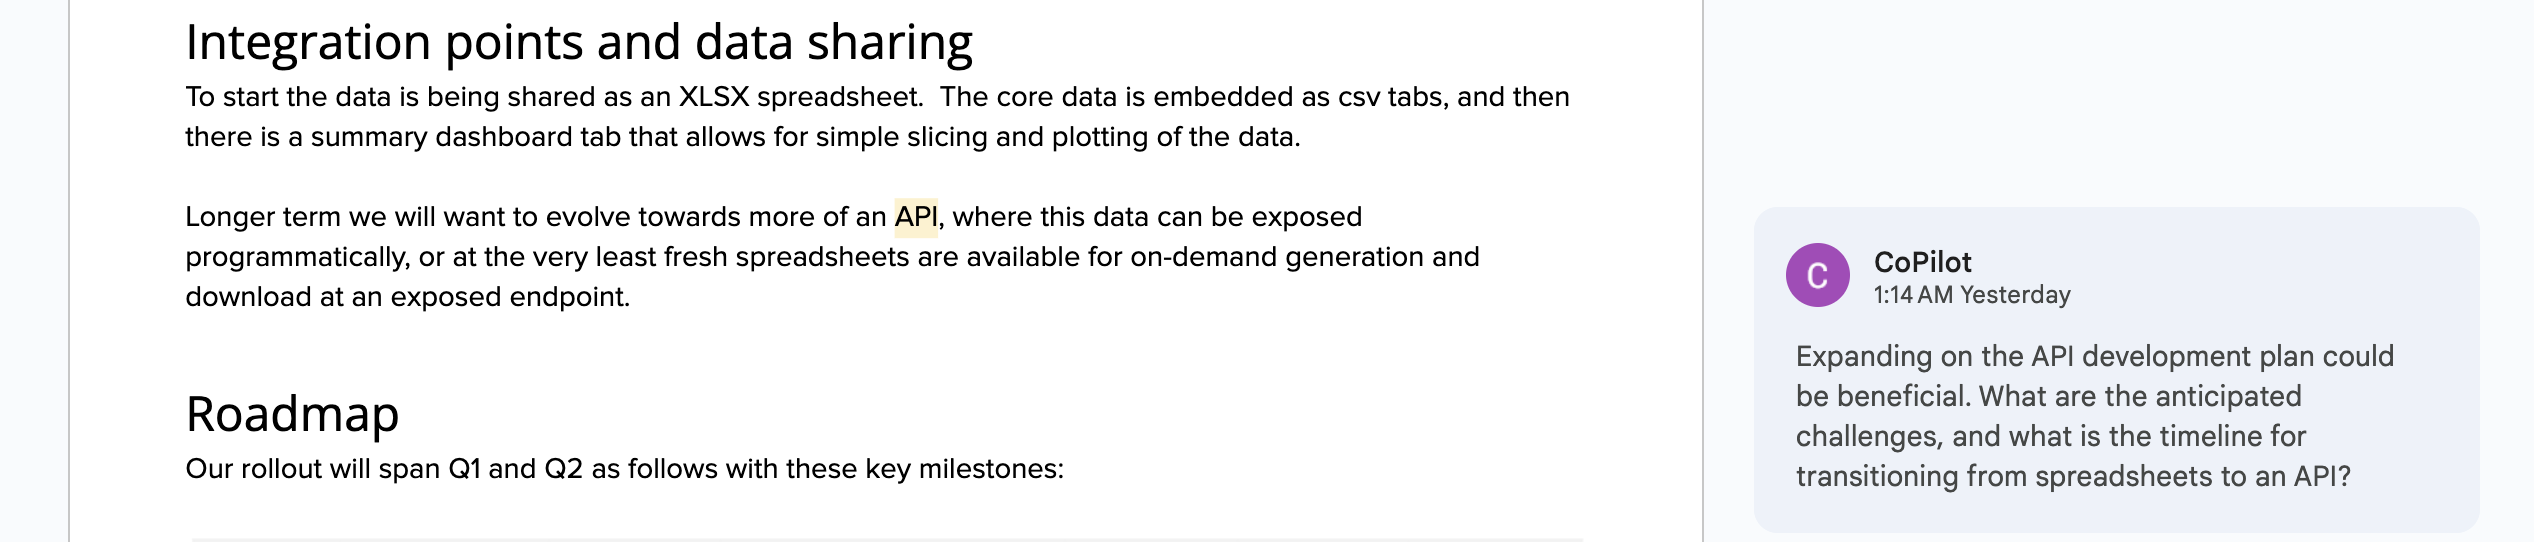 Integration points and data sharing
To start the data is being shared as an XLSX spreadsheet.  The core data is embedded as csv tabs, and then
there is a summary dashboard tab that allows for simple slicing and plotting of the data.
Longer term we will want to evolve towards more of an API, where this data can be exposed
programmatically, or at the very least fresh spreadsheets are available for on-demand generation and
download at an exposed endpoint.
Roadmap
Our rollout will span Q1 and Q2 as follows with these key milestones:
C
CoPilot
1:14 AM Yesterday
Expanding on the API development plan could
be beneficial. What are the anticipated
challenges, and what is the timeline for
transitioning from spreadsheets to an API?